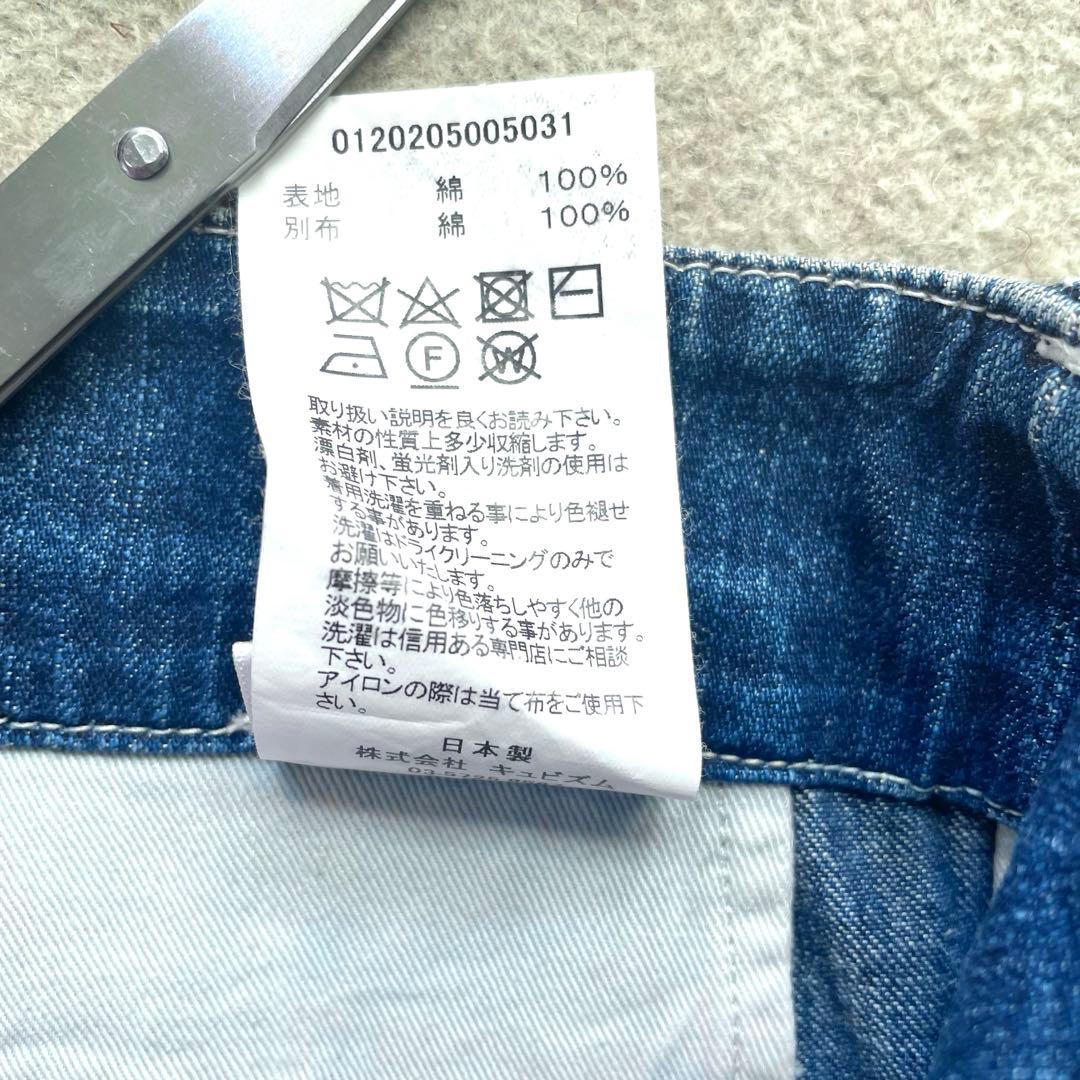 0120205005031
表地 綿 100%
別布 綿 100%
F
W
取り扱い説明を良くお読み下さい。
素材の性質上多少収縮します。
漂白剤、蛍光剤入り洗剤の使用は
お避け下さい。
着用洗濯を重ねる事により色褪せ
する事があります。
洗濯はドライクリーニングのみで
お願いいたします。
摩擦等により色落ちしやすく他の
淡色物に色移りする事があります。
洗濯は信用ある専門店にご相談
下さい。
アイロンの際は当て布をご使用下
さい。
日本製
株式会社 キュビズム